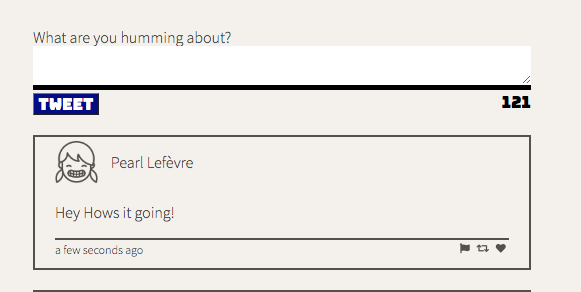 What are you humming about?
TWEET 121
Pearl Lefèvre
Hey Hows it going!
a few seconds ago